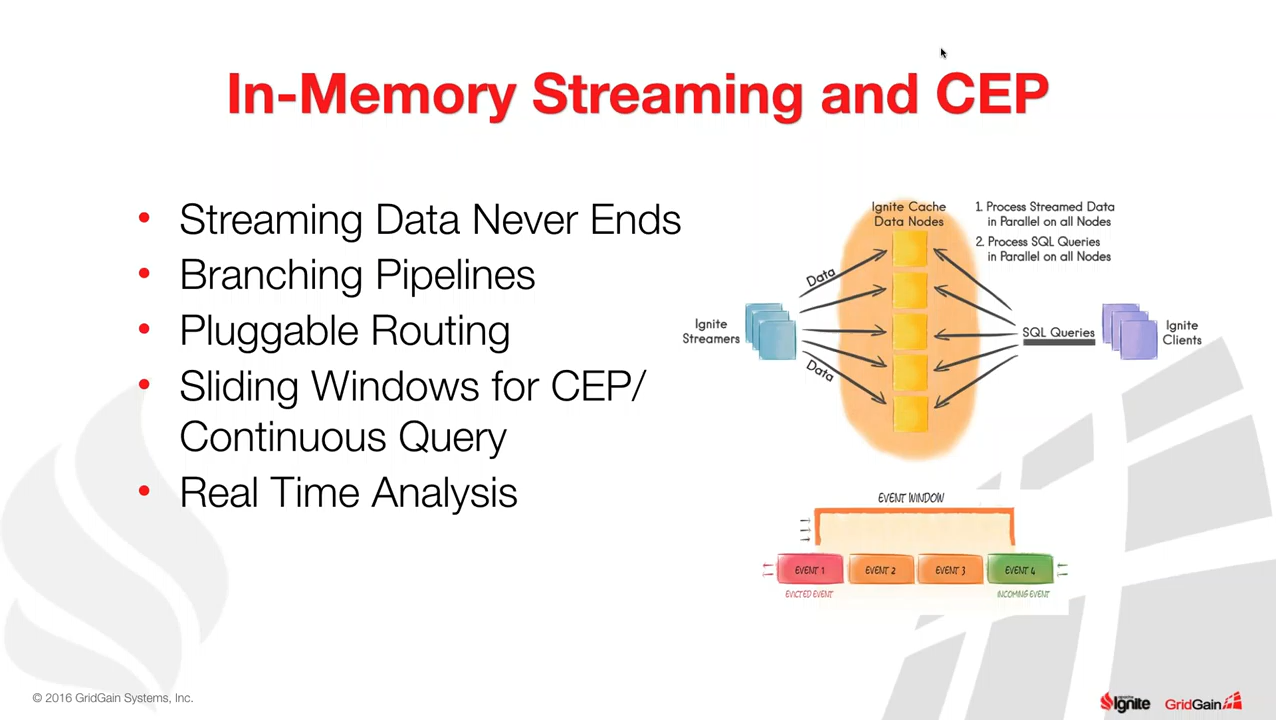 In-Memory Streaming and CEP
• Streaming Data Never Ends
• Branching Pipelines
• Pluggable Routing
• Sliding Windows for CEP/
Continuous Query
• Real Time Analysis
Ignite Cache
Data Nodes
1. Process Streamed Data
in Parallel on all Nodes
2. Process SQL Queries
in Parallel on all Nodes
Data
Ignite
Streamers
SQL Queries
Ignite
Clients
Data
EVENT WINDOW
EVENT 1
EVENT 2
EVENT 3
EVENT 4
EVICTED EVENT
INCOMING EVENT
© 2016 GridGain Systems, Inc.
Ignite
GridGain